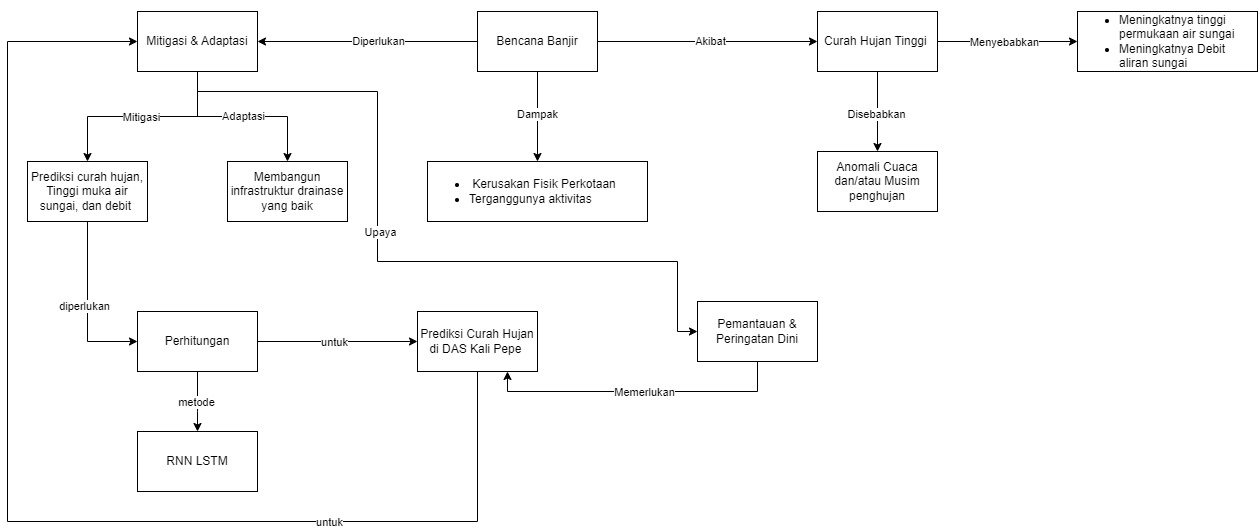 Mitigasi & Adaptasi
Diperlukan
Bencana Banjir
Akibat
Curah Hujan Tinggi
Menyebabkan
• Meningkatnya tinggi
permukaan air sungai
• Meningkatnya Debit
aliran sungai
Mitigasi
Adaptasi
Dampak
Disebabkan
Prediksi curah hujan,
Tinggi muka air
sungai, dan debit
Membangun
infrastruktur drainase
yang baik
• Kerusakan Fisik Perkotaan
• Terganggunya aktivitas
Anomali Cuaca
dan/atau Musim
penghujan
Upaya
diperlukan
Perhitungan
untuk
Prediksi Curah Hujan
di DAS Kali Pepe
Pemantauan &
Peringatan Dini
Memerlukan
metode
RNN LSTM
untuk